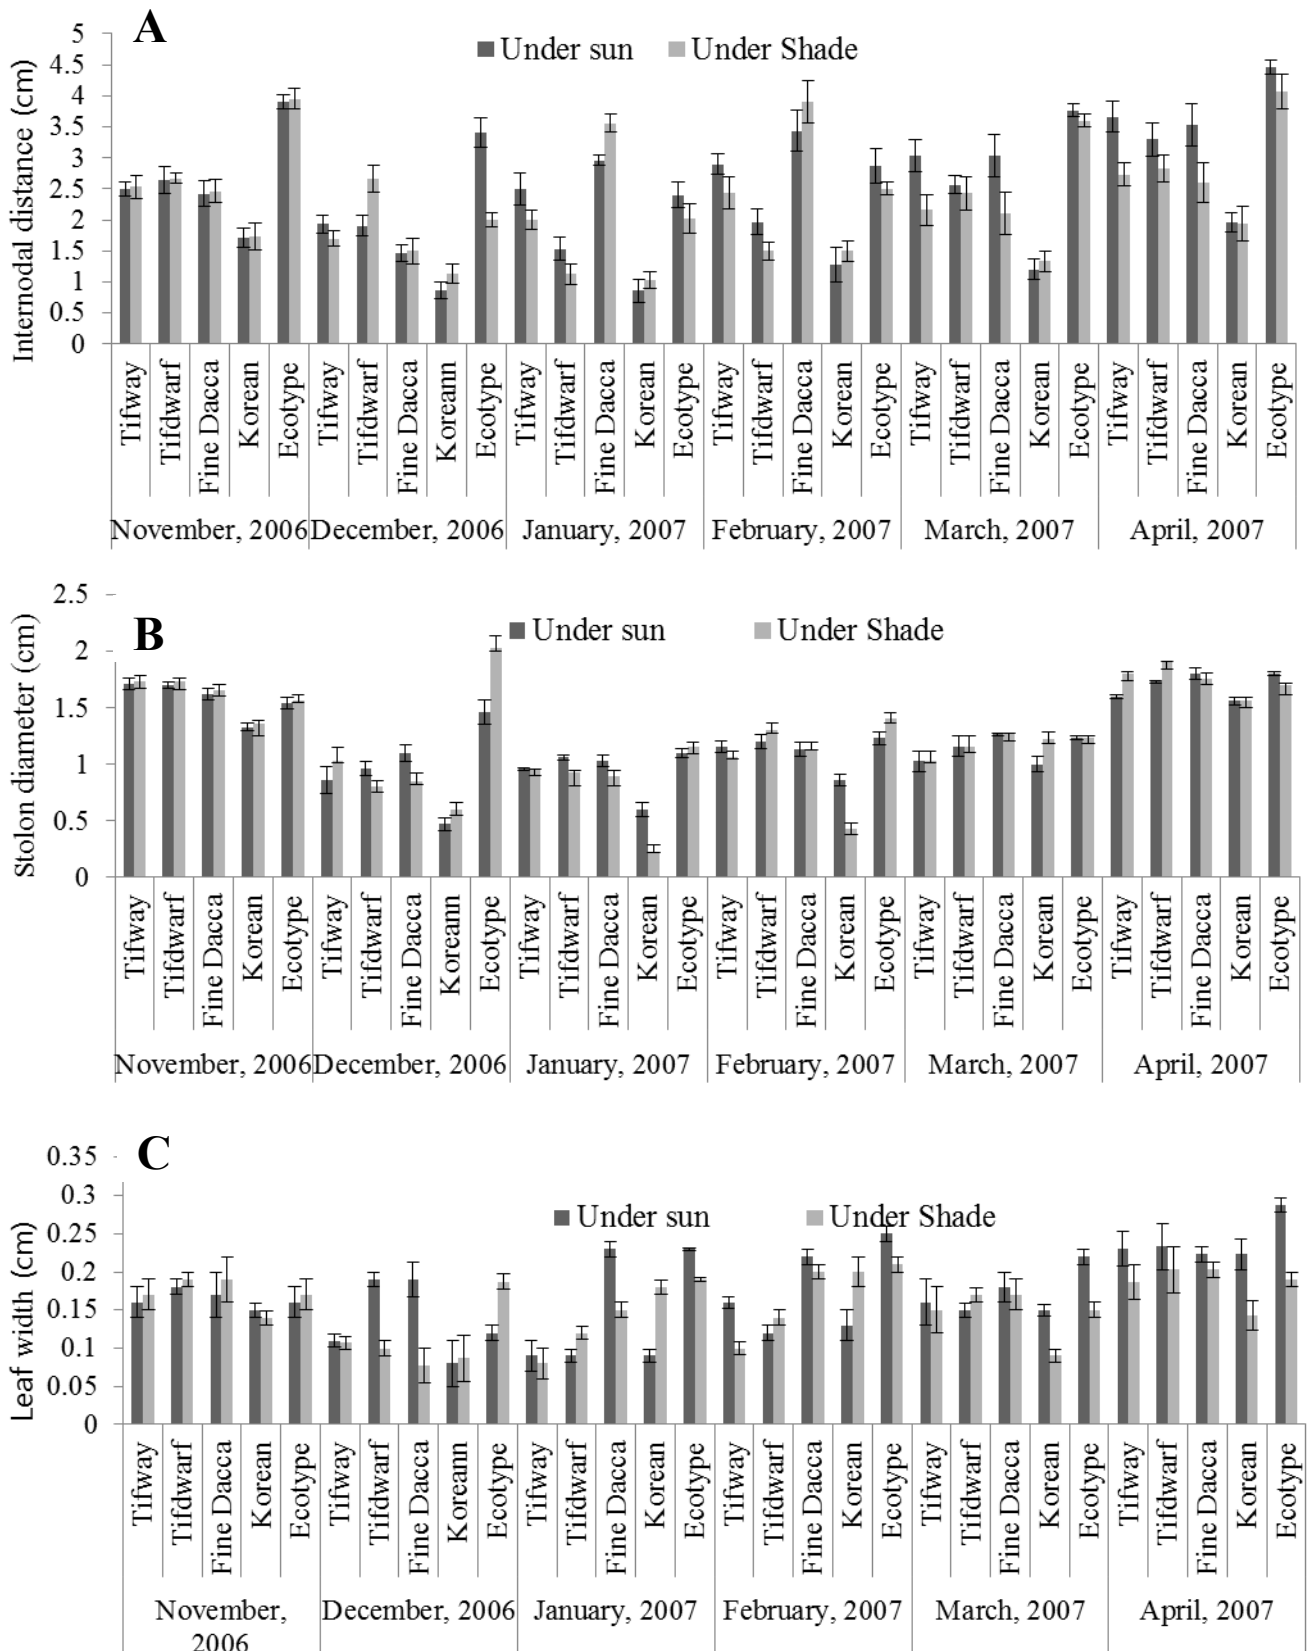 A
Under sun Under Shade
Internodal distance (cm)
5
4.5
4
3.5
3
2.5
2
1.5
1
0.5
0
Tifway Tifdwarf Fine Dacca Korean Ecotype Tifway Tifdwarf Fine Dacca Koreann Ecotype Tifway Tifdwarf Fine Dacca Korean Ecotype Tifway Tifdwarf Fine Dacca Korean Ecotype Tifway Tifdwarf Fine Dacca Korean Ecotype Tifway Tifdwarf Fine Dacca Korean Ecotype
November, 2006 December, 2006 January, 2007 February, 2007 March, 2007 April, 2007
B
Under sun Under Shade
Stolon diameter (cm)
2.5
2
1.5
1
0.5
0
Tifway Tifdwarf Fine Dacca Korean Ecotype Tifway Tifdwarf Fine Dacca Koreann Ecotype Tifway Tifdwarf Fine Dacca Korean Ecotype Tifway Tifdwarf Fine Dacca Korean Ecotype Tifway Tifdwarf Fine Dacca Korean Ecotype Tifway Tifdwarf Fine Dacca Korean Ecotype
November, 2006 December, 2006 January, 2007 February, 2007 March, 2007 April, 2007
C
Under sun Under Shade
Leaf width (cm)
0.35
0.3
0.25
0.2
0.15
0.1
0.05
0
Tifway Tifdwarf Fine Dacca Korean Ecotype Tifway Tifdwarf Fine Dacca Koreann Ecotype Tifway Tifdwarf Fine Dacca Korean Ecotype Tifway Tifdwarf Fine Dacca Korean Ecotype Tifway Tifdwarf Fine Dacca Korean Ecotype Tifway Tifdwarf Fine Dacca Korean Ecotype
November, December, 2006 January, 2007 February, 2007 March, 2007 April, 2007
2006